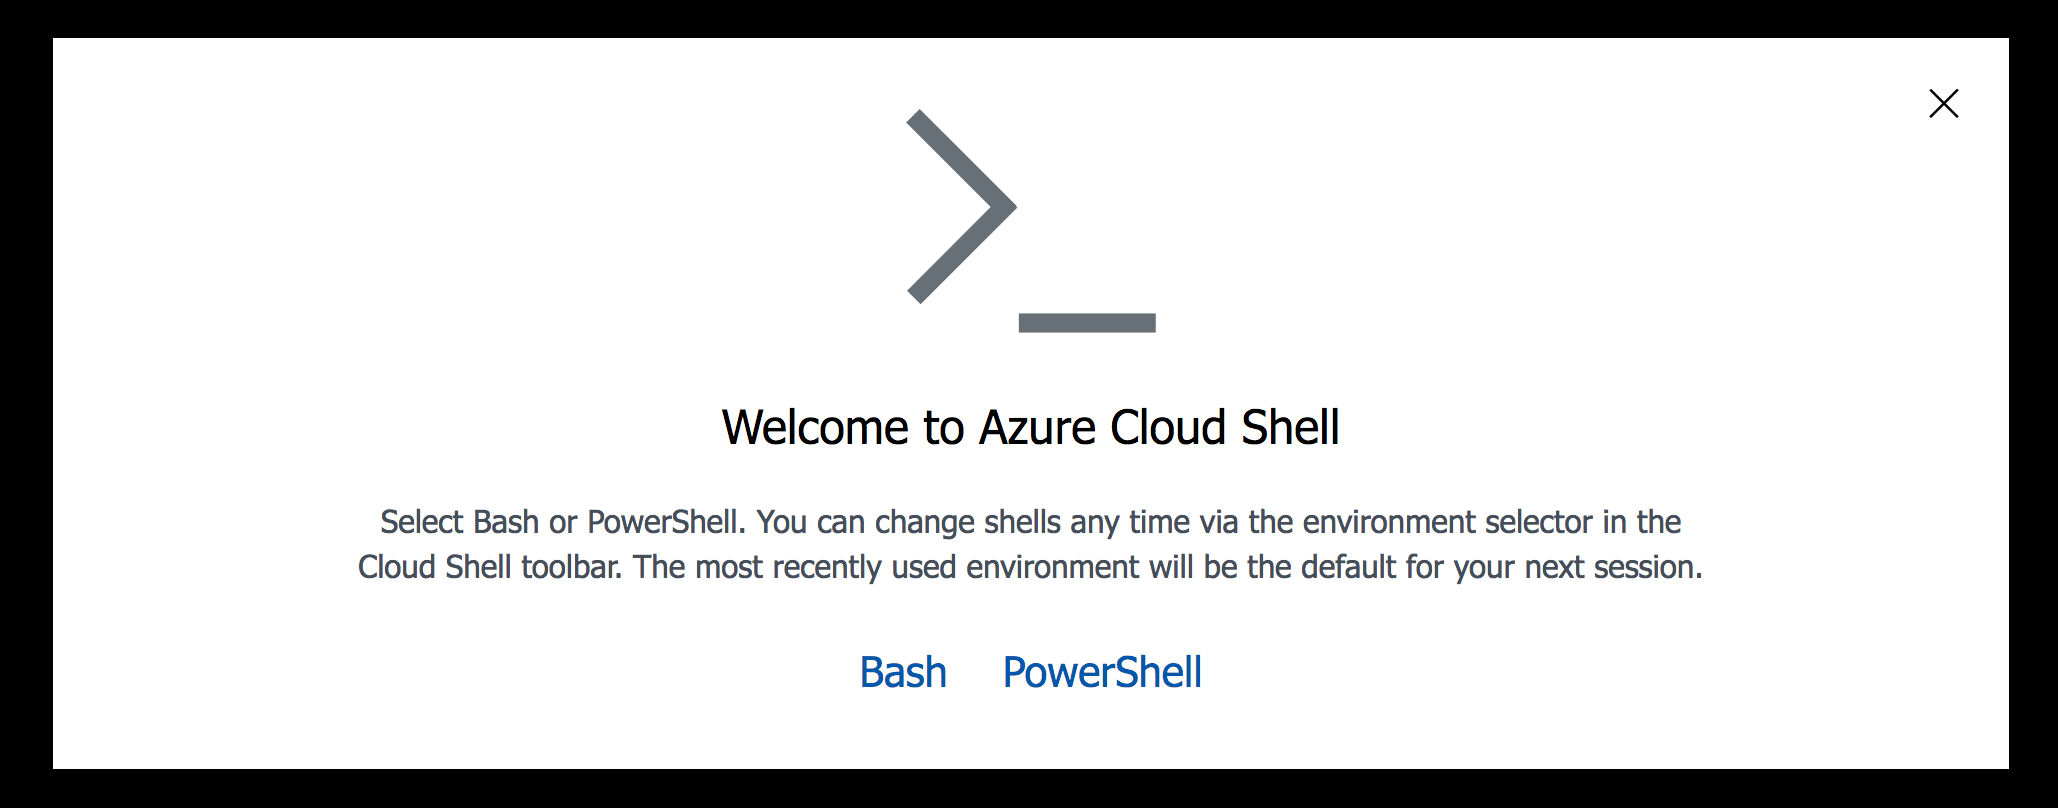 Welcome to Azure Cloud Shell
Select Bash or PowerShell. You can change shells any time via the environment selector in the
Cloud Shell toolbar. The most recently used environment will be the default for your next session.
Bash PowerShell